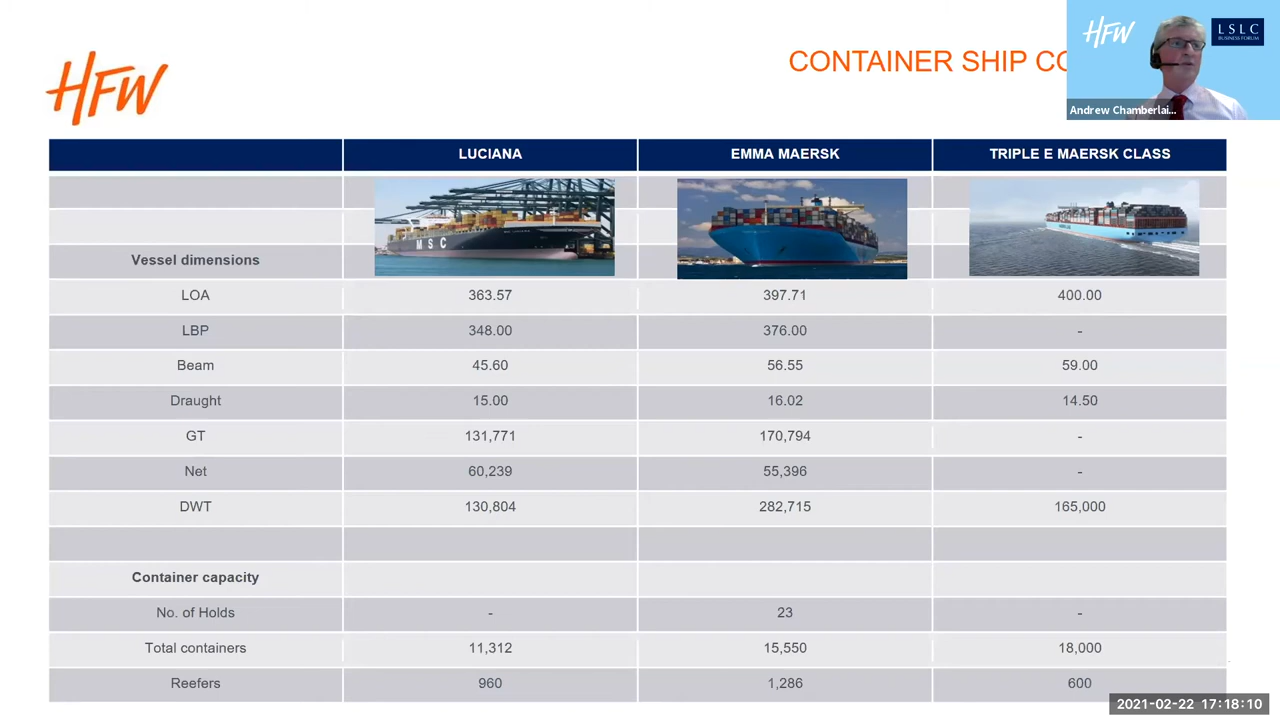 HFW
CONTAINER SHIP CO
HFW
LSLC
BUSINESS FORUM
Andrew Chamberlai...
LUCIANA EMMA MAERSK TRIPLE E MAERSK CLASS
M S C
Vessel dimensions
LOA 363.57 397.71 400.00
LBP 348.00 376.00 -
Beam 45.60 56.55 59.00
Draught 15.00 16.02 14.50
GT 131,771 170,794 -
Net 60,239 55,396 -
DWT 130,804 282,715 165,000
Container capacity
No. of Holds - 23 -
Total containers 11,312 15,550 18,000
Reefers 960 1,286 600
2021-02-22 17:18:10